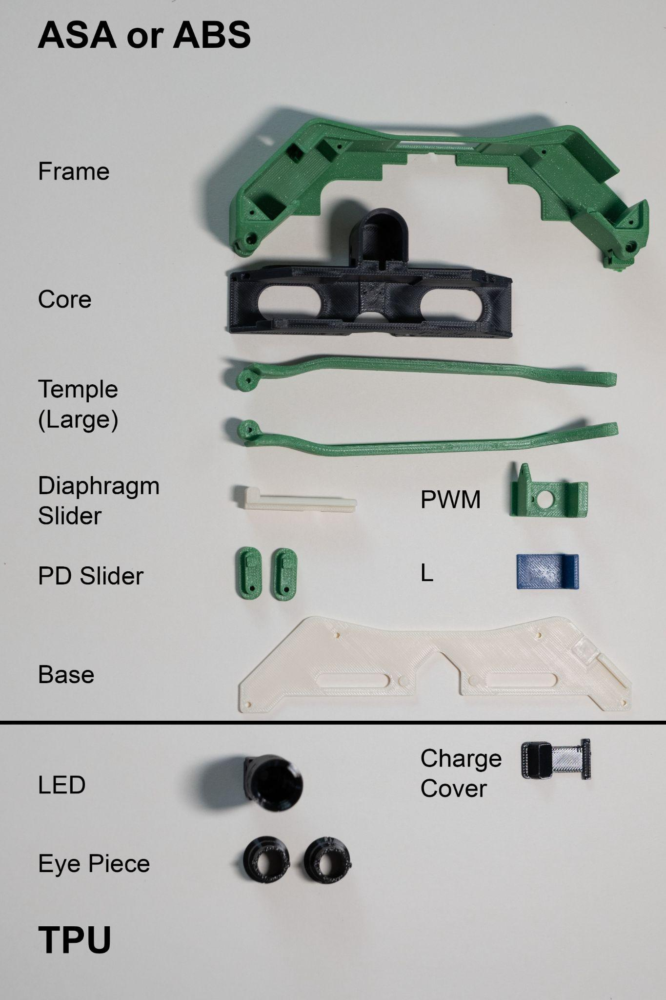 ASA or ABS
Frame
Core
Temple
(Large)
Diaphragm
Slider
PWM
PD Slider
L
Base
LED
Charge
Cover
Eye Piece
TPU